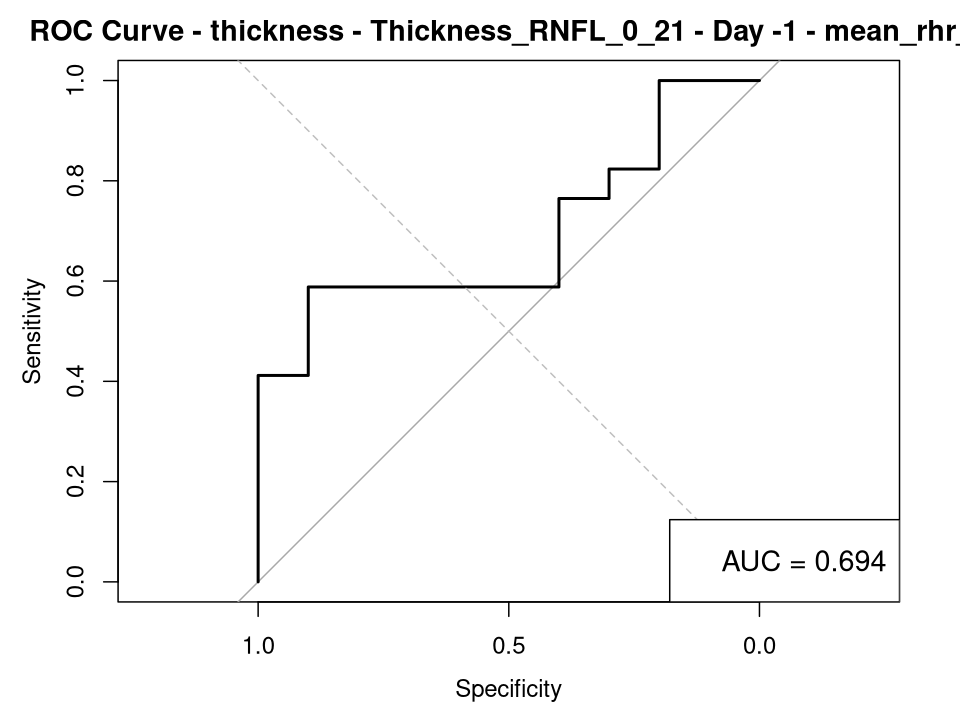 ROC Curve - thickness - Thickness_RNFL_0_21 - Day -1 - mean_rhr_
1.0
0.8
0.6
0.4
0.2
0.0
Sensitivity
AUC = 0.694
1.0 0.5 0.0
Specificity